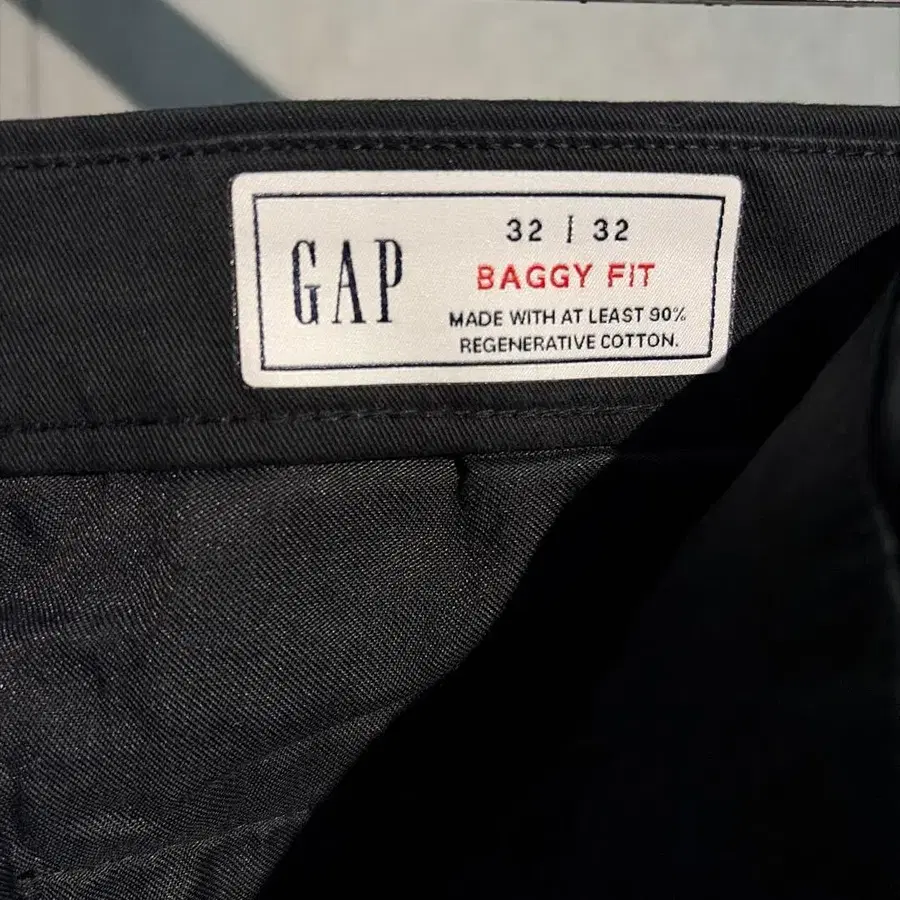 GAP
32 | 32
BAGGY FIT
MADE WITH AT LEAST 90%
REGENERATIVE COTTON.